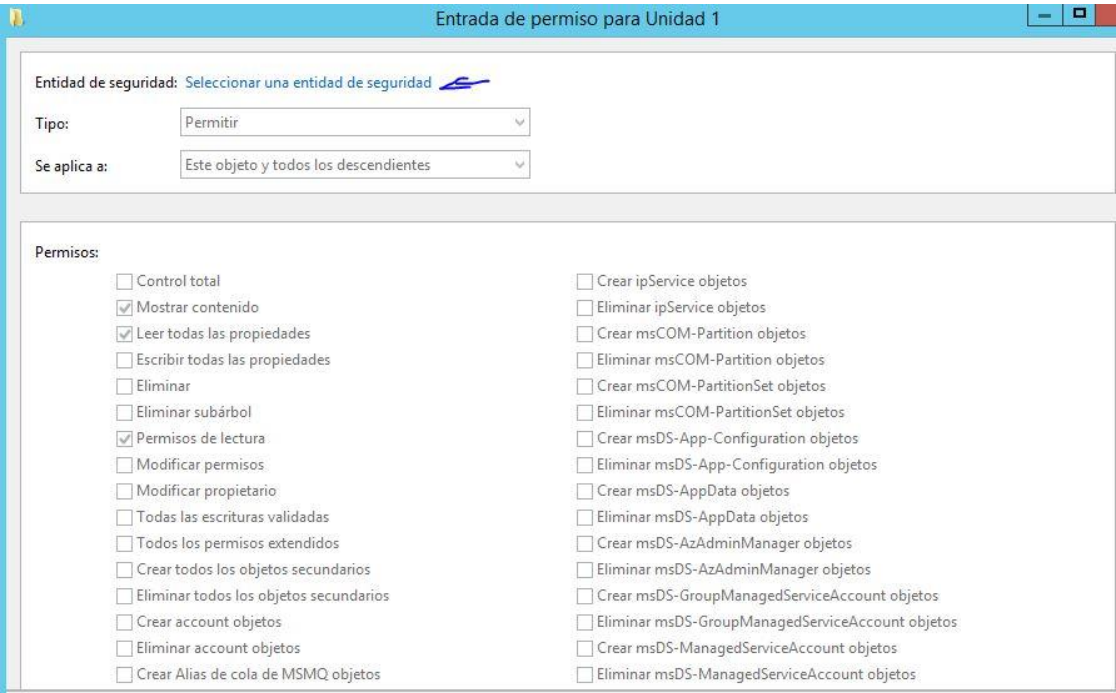 Entrada de permiso para Unidad 1
Entidad de seguridad: Seleccionar una entidad de seguridad
Tipo: Permitir
Se aplica a: Este objeto y todos los descendientes
Permisos:
Control total
Mostrar contenido
Leer todas las propiedades
Escribir todas las propiedades
Eliminar
Eliminar subárbol
Permisos de lectura
Modificar permisos
Modificar propietario
Todas las escrituras validadas
Todos los permisos extendidos
Crear todos los objetos secundarios
Eliminar todos los objetos secundarios
Crear account objetos
Eliminar account objetos
Crear Alias de cola de MSMQ objetos
Crear ipService objetos
Eliminar ipService objetos
Crear msCOM-Partition objetos
Eliminar msCOM-Partition objetos
Crear msCOM-PartitionSet objetos
Eliminar msCOM-PartitionSet objetos
Crear msDS-App-Configuration objetos
Eliminar msDS-App-Configuration objetos
Crear msDS-AppData objetos
Eliminar msDS-AppData objetos
Crear msDS-AzAdminManager objetos
Eliminar msDS-AzAdminManager objetos
Crear msDS-GroupManagedServiceAccount objetos
Eliminar msDS-GroupManagedServiceAccount objetos
Crear msDS-ManagedServiceAccount objetos
Eliminar msDS-ManagedServiceAccount objetos